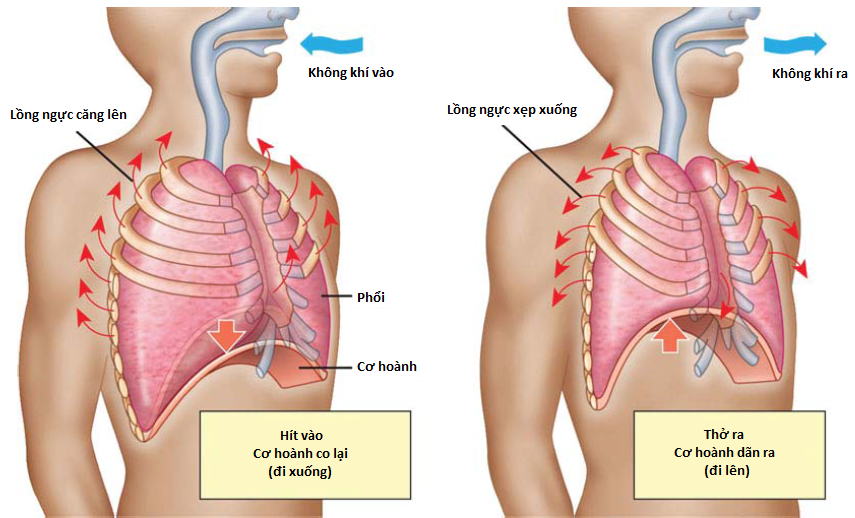 Không khí vào
Lồng ngực căng lên
Phổi
Cơ hoành
Hít vào
Cơ hoành co lại
(đi xuống)
Không khí ra
Lồng ngực xẹp xuống
Thở ra
Cơ hoành dãn ra
(đi lên)